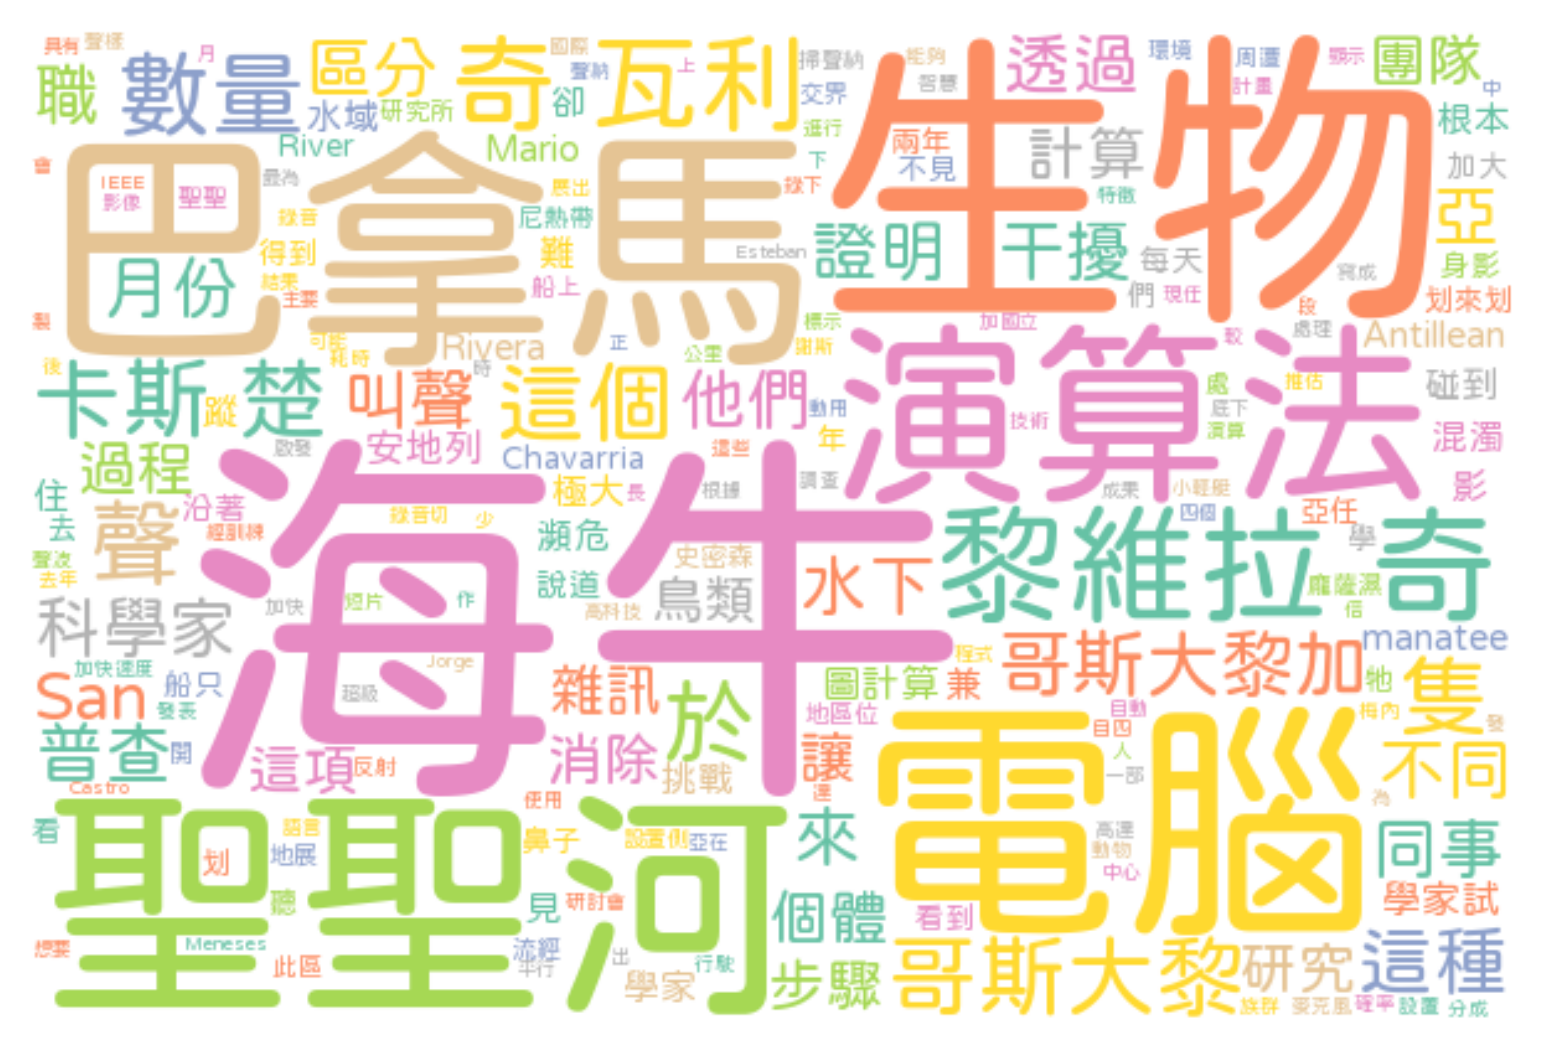 具有
聲樣
月
職
數量
區分
奇
國際
聲納
上
瓦利
掃聲納
能夠
智慧
透過
環境
周遭
計畫
顯示
團隊
中
水域
研究所
卻
交界
根本
River
Mario
進行
生物
兩年
不見
計算
加大
會
巴拿馬
IEEE
影像
聖聖
最為
展出
下
錄下
特徵
亞
錄音
尼熱帶
得到
難
Esteban
證明
干擾
每天
身影
月份
結果
主要
船上
們
現任
寫成
段
划來划
製
可能
耗時
Rivera
正
公里
標示
謝斯
加國立
處理
較
Antillean
後
卡斯
蹤
楚
叫聲
時
這個
他們
動用
演算法
處
推估
底下
演算
碰到
技術
年
過程
啟發
安地列
Chavarria
這些
混濁
住
沿著
海牛
極大
長
根據
調查
成果
小輕艇
四個
亞任
影
去
聲
經訓練
錄音切
少
瀕危
史密森
水下
黎維拉奇
學
聲波
去年
龐薩濕
倍
科學家
加快
短片
作
說道
高科技
鳥類
manatee
加快速度
Jorge
程式
哥斯大黎加
牠
San
船只
發表
超級
雜訊
於
圖計算
兼
地區位
自動
目四
梅內
隻
發
普查
開
這項
反射
消除
挑戰
讓
電腦
人
一部
不同
Castro
使用
達
為
看
聖聖河
划
語言
地展
鼻子
設置側
亞在
來
高達
動物
中心
同事
聽
見
研討會
個體
看到
學家試
想要
Meneses
此區
流經
平行
出
學家
行駛
步驟
哥斯大黎
研究
這種
族群
麥克風
確率
設置
分成